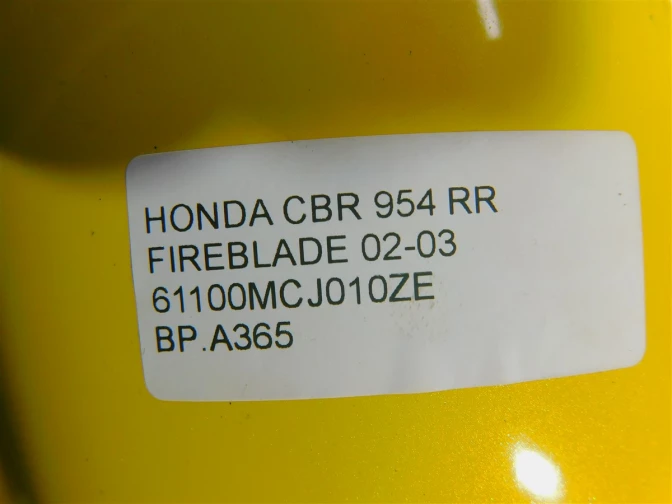 HONDA CBR 954 RR
FIREBLADE 02-03
61100MCJ010ZE
BP.A365